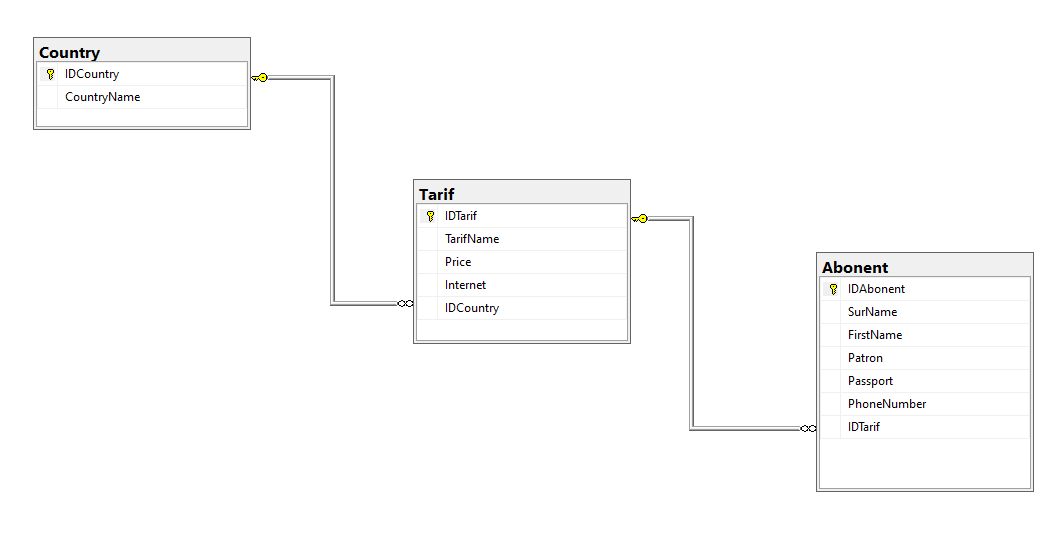 Country
IDCountry
CountryName
Tarif
IDTarif
TarifName
Price
Internet
IDCountry
Abonent
IDAbonent
SurName
FirstName
Patron
Passport
PhoneNumber
IDTarif